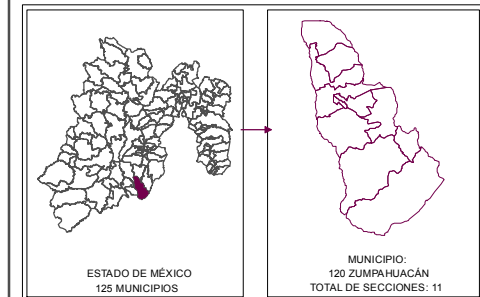 ESTADO DE MÉXICO
125 MUNICIPIOS
MUNICIPIO:
120 ZUMPAHUACÁN
TOTAL DE SECCIONES: 11